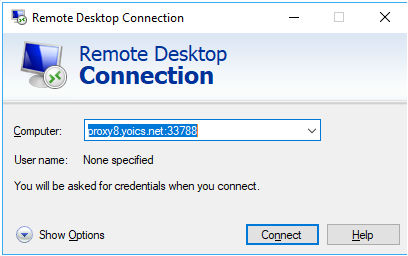 Remote Desktop Connection
Remote Desktop
Connection
Computer: proxy8.yoics.net:33788
User name: None specified
You will be asked for credentials when you connect.
Show Options Connect Help